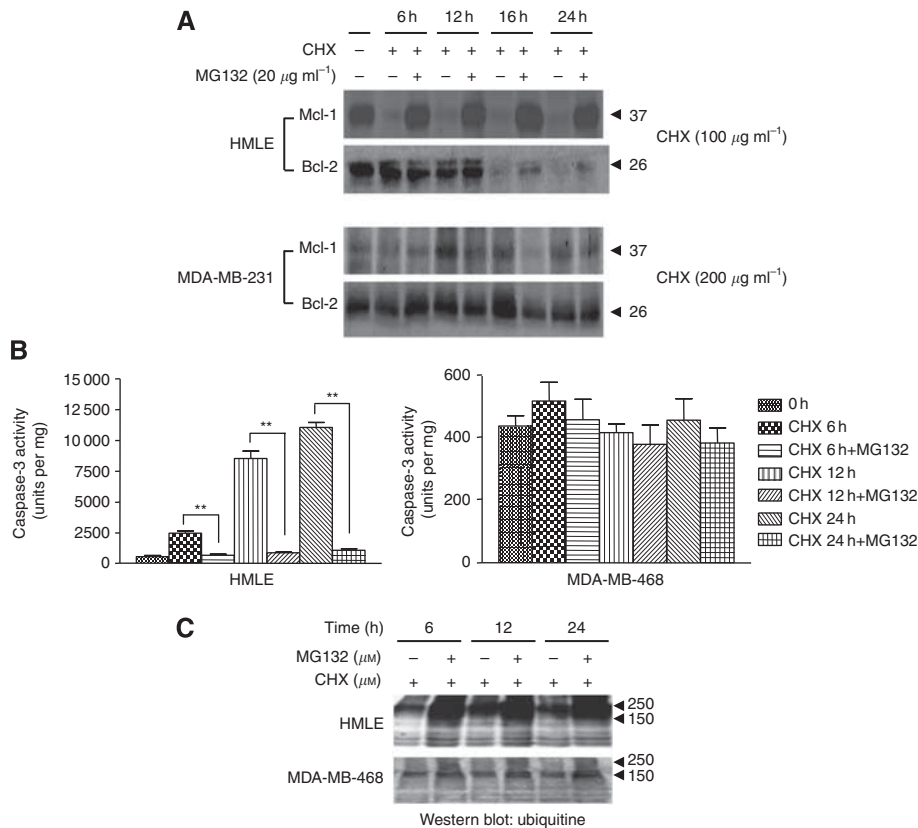 A
6 h 12 h 16 h 24 h
CHX – + + + + + + + +
MG132 (20 μg ml⁻¹) – – + – + – + – +
HMLE
Mcl-1
37
Bcl-2
26
CHX (100 μg ml⁻¹)
MDA-MB-231
Mcl-1
37
Bcl-2
26
CHX (200 μg ml⁻¹)
B
Caspase-3 activity
(units per mg)
15 000
10 000
7500
5000
2500
0
**
**
**
HMLE
Caspase-3 activity
(units per mg)
600
400
200
0
MDA-MB-468
0 h
CHX 6 h
CHX 6 h+MG132
CHX 12 h
CHX 12 h+MG132
CHX 24 h
CHX 24 h+MG132
C
Time (h) 6 12 24
MG132 (μM) – + – + – +
CHX (μM) + + + + + +
HMLE
250
150
MDA-MB-468
250
150
Western blot: ubiquitine